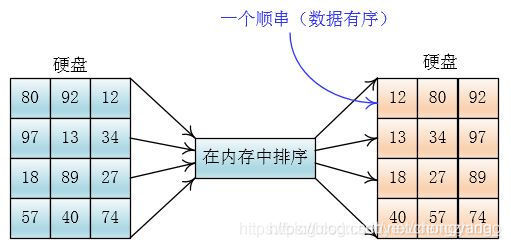 一个顺串（数据有序）
硬盘
硬盘
80 92 12
97 13 34
18 89 27
57 40 74
在内存中排序
12 80 92
13 34 97
18 27 89
40 57 74